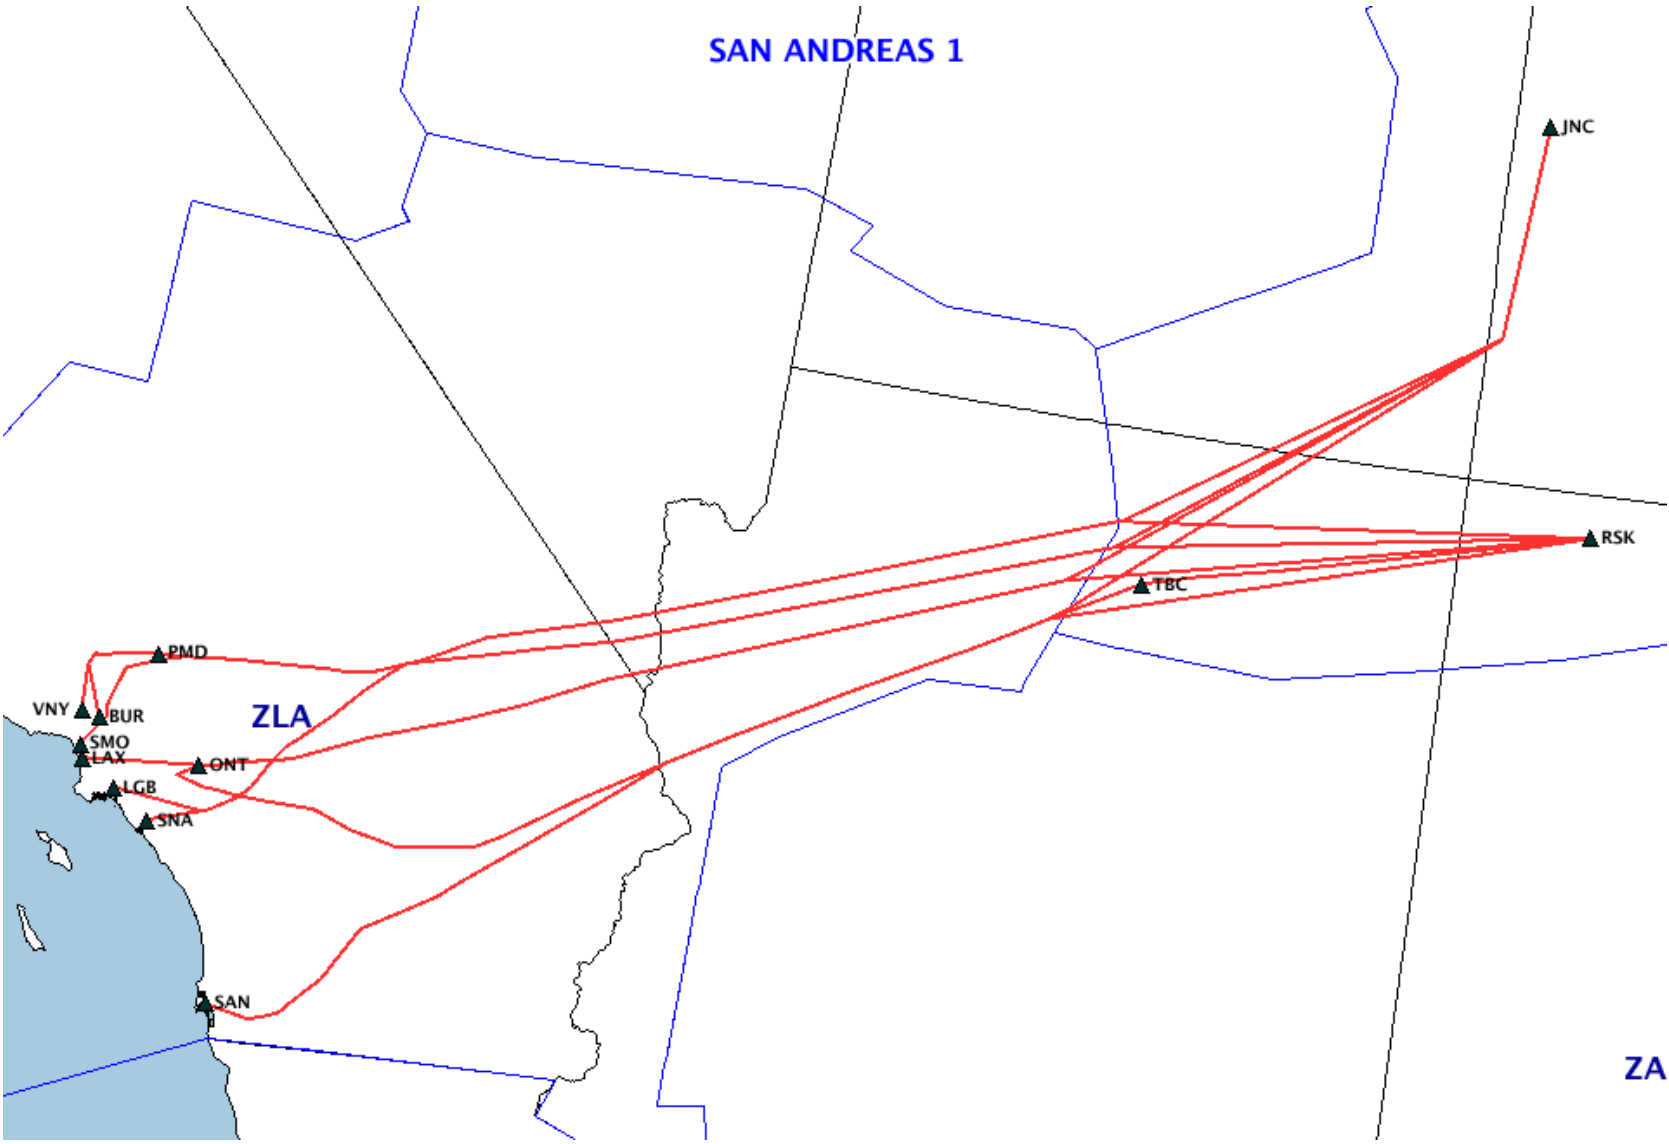 SAN ANDREAS 1
JNC
RSK
TBC
PMD
VNY
BUR
ZLA
SMO
LAX
ONT
LGB
SNA
SAN
ZA